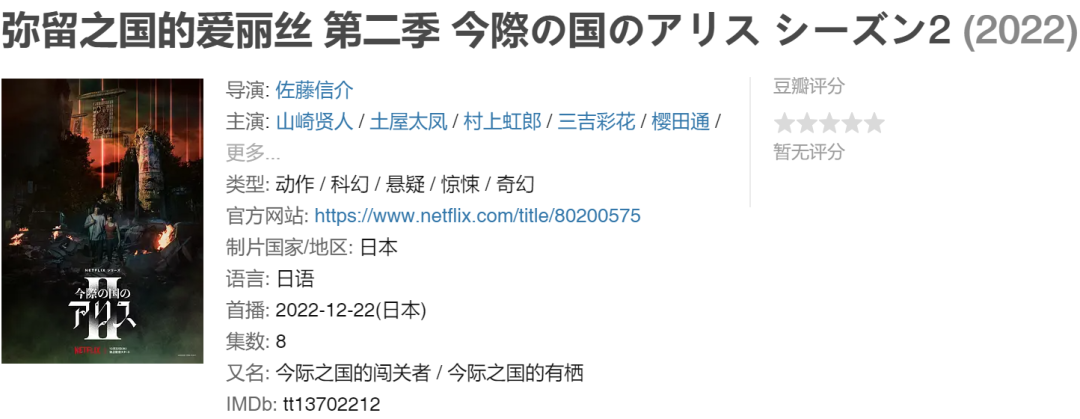 弥留之国的爱丽丝 第二季 今際の国のアリス シーズン2 (2022)
导演: 佐藤信介
主演: 山崎贤人 / 土屋太凤 / 村上虹郎 / 三吉彩花 / 樱田通 /
更多...
类型: 动作 / 科幻 / 悬疑 / 惊悚 / 奇幻
官方网站: https://www.netflix.com/title/80200575
制片国家/地区: 日本
语言: 日语
首播: 2022-12-22(日本)
集数: 8
又名: 今际之国的闯关者 / 今际之国的有栖
IMDb: tt13702212
豆瓣评分
暂无评分
NETFLIX シリーズ
今際の国の
アリス
II